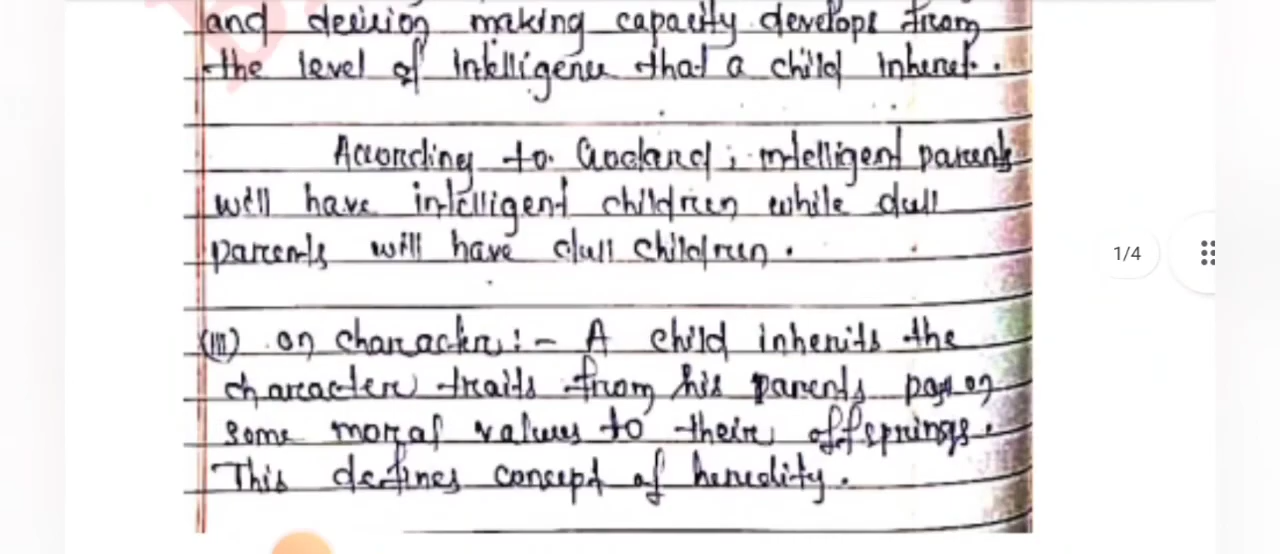 and decision making capacity develops from
the level of intelligence that a child inherit.
According to Godard; intelligent parents
will have intelligent children while dull
parents will have dull children.
(III) on character:- A child inherits the
character traits from his parents pass on
some moral values to their offsprings.
This defines concept of heredity.
1/4